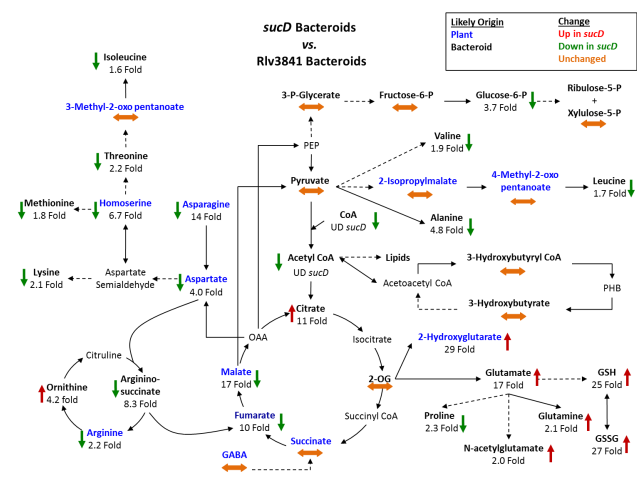 sucD Bacteroids
vs.
Rlv3841 Bacteroids
Likely Origin
Plant
Bacteroid
Change
Up in sucD
Down in sucD
Unchanged
Isoleucine
1.6 Fold
3-Methyl-2-oxo pentanoate
Threonine
2.2 Fold
Methionine
1.8 Fold
Homoserine
6.7 Fold
Asparagine
14 Fold
Lysine
2.1 Fold
Aspartate
Semialdehyde
Aspartate
4.0 Fold
3-P-Glycerate
Fructose-6-P
Glucose-6-P
3.7 Fold
Ribulose-5-P
+
Xylulose-5-P
PEP
Valine
1.9 Fold
Pyruvate
2-Isopropylmalate
4-Methyl-2-oxo
pentanoate
Leucine
1.7 Fold
CoA
UD sucD
Alanine
4.8 Fold
Acetyl CoA
UD sucD
Lipids
Acetoacetyl CoA
3-Hydroxybutyryl CoA
PHB
3-Hydroxybutyrate
Citrate
11 Fold
OAA
Isocitrate
2-Hydroxyglutarate
29 Fold
Citrulline
Ornithine
4.2 fold
Arginino-
succinate
8.3 Fold
Arginine
2.2 Fold
Malate
17 Fold
2-OG
Glutamate
17 Fold
GSH
25 Fold
Fumarate
10 Fold
Succinyl CoA
Proline
2.3 Fold
Glutamine
2.1 Fold
Succinate
N-acetylglutamate
2.0 Fold
GSSG
27 Fold
GABA